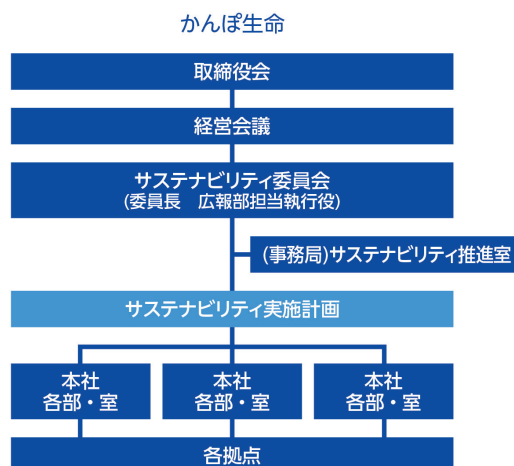 かんぽ生命
取締役会
経営会議
サステナビリティ委員会
(委員長　広報部担当執行役)
(事務局)サステナビリティ推進室
サステナビリティ実施計画
本社
各部・室
本社
各部・室
本社
各部・室
各拠点